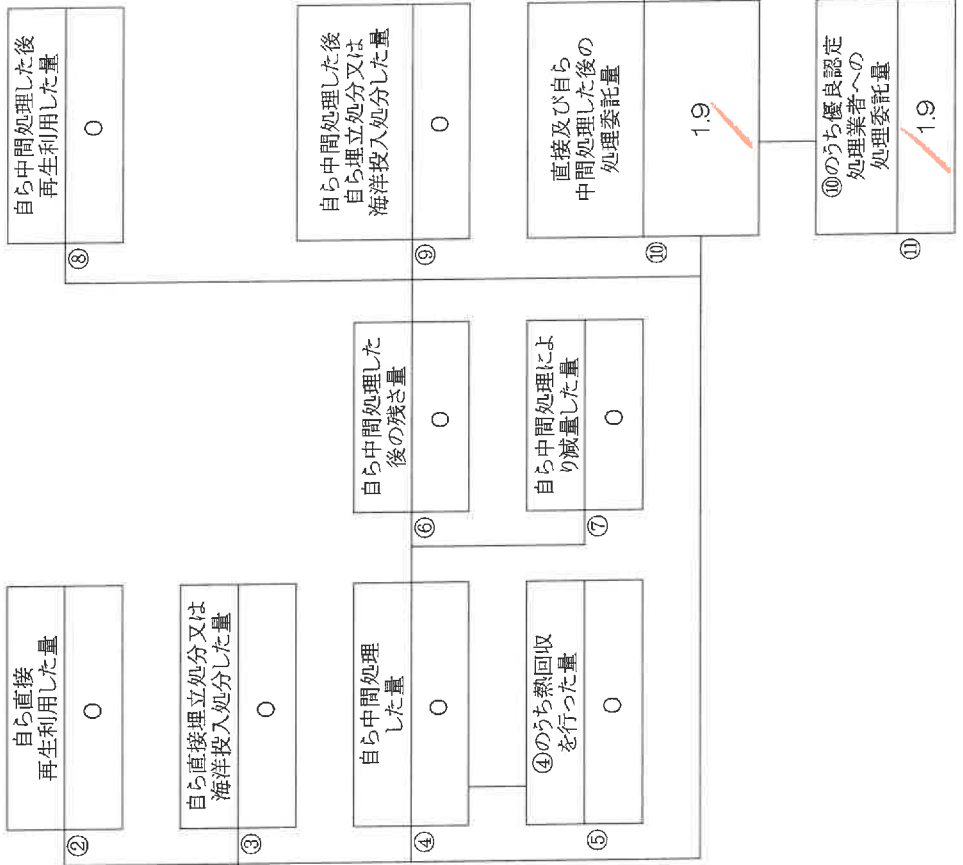 ②
自ら直接
再生利用した量
0
③
自ら直接埋立処分又は
海洋投入処分した量
0
④
自ら中間処理
した量
0
⑤
④のうち熱回収
を行った量
0
⑥
自ら中間処理した
後の残さ量
0
⑦
自ら中間処理によ
り減量した量
0
⑧
自ら中間処理した後
再生利用した量
0
⑨
自ら中間処理した後
自ら埋立処分又は
海洋投入処分した量
0
⑩
直接及び自ら
中間処理した後の
処理委託量
1.9
⑪
⑩のうち優良認定
処理業者への
処理委託量
1.9